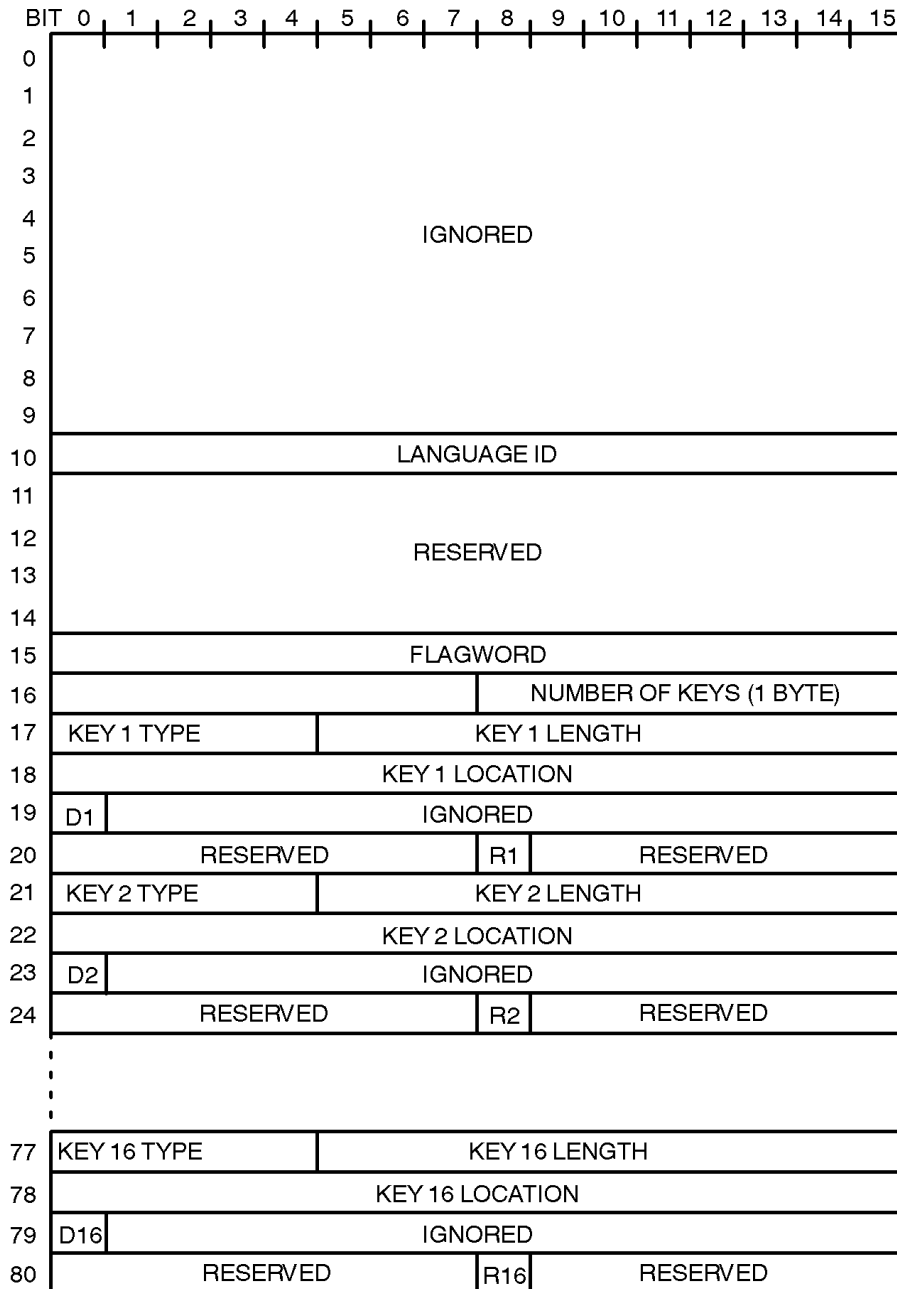 BIT 0 1 2 3 4 5 6 7 8 9 10 11 12 13 14 15
0
1
2
3
4 IGNORED
5
6
7
8
9
10 LANGUAGE ID
11
12 RESERVED
13
14
15 FLAGWORD
16 NUMBER OF KEYS (1 BYTE)
17 KEY 1 TYPE KEY 1 LENGTH
18 KEY 1 LOCATION
19 D1 IGNORED
20 RESERVED R1 RESERVED
21 KEY 2 TYPE KEY 2 LENGTH
22 KEY 2 LOCATION
23 D2 IGNORED
24 RESERVED R2 RESERVED
77 KEY 16 TYPE KEY 16 LENGTH
78 KEY 16 LOCATION
79 D16 IGNORED
80 RESERVED R16 RESERVED